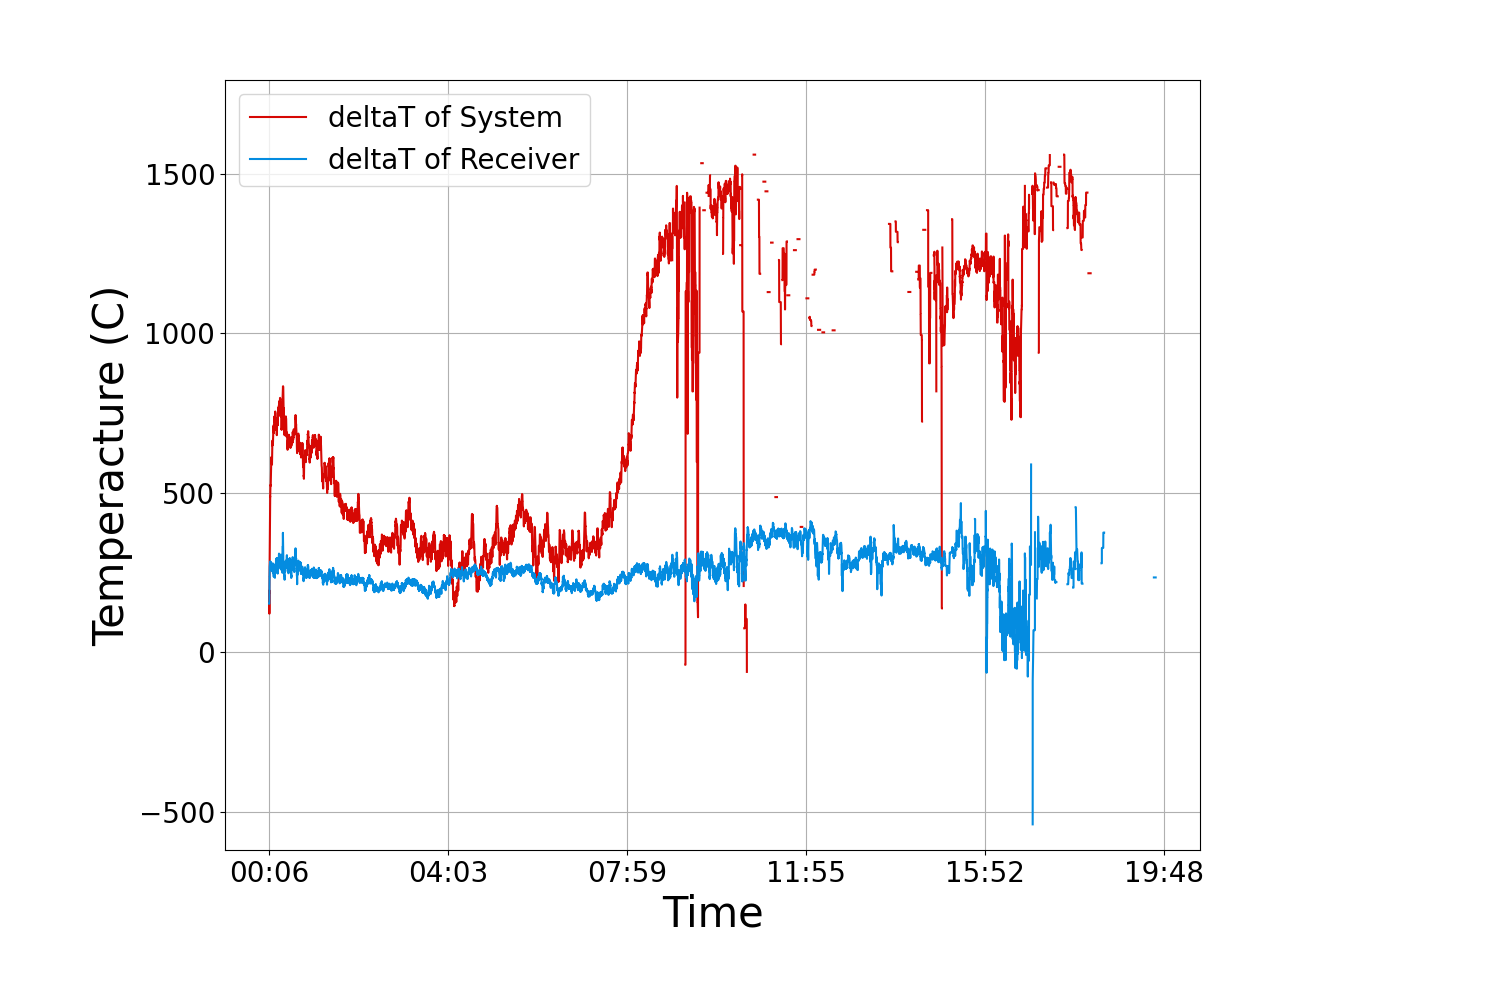 deltaT of System
deltaT of Receiver
Temperacture (C)
1500
1000
500
0
−500
00:06 04:03 07:59 11:55 15:52 19:48
Time